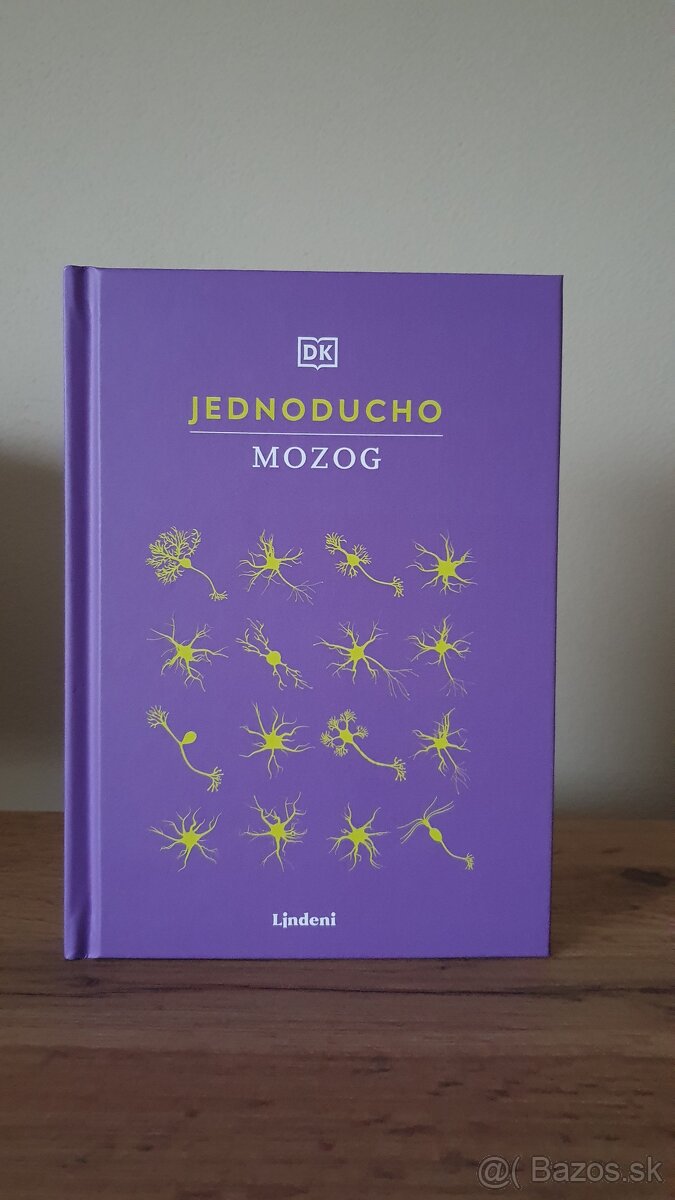 DK
JEDNODUCHO
MOZOG
Lindeni
@( Bazos.sk